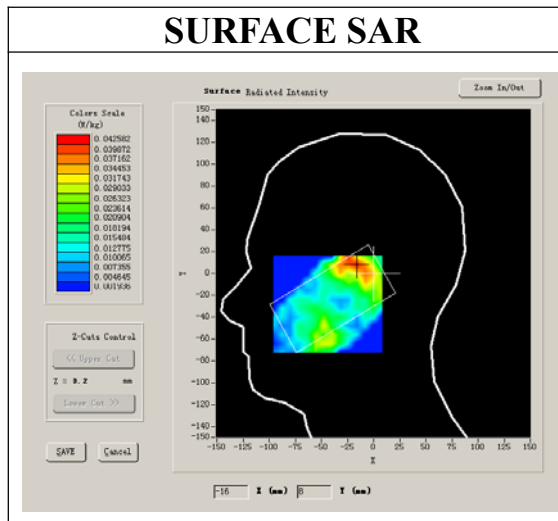 SURFACE SAR
Surface Radiated Intensity
Zoom In/Out
Colors Scale
(W/kg)
0.042582
0.039872
0.037162
0.034453
0.031743
0.029033
0.026323
0.023614
0.020904
0.018194
0.015484
0.012775
0.010065
0.007355
0.004645
0.001936
150
140
120
100
80
60
40
20
0
-20
-40
-60
-80
-100
-120
-140
-150
Y
-150 -125 -100 -75 -50 -25 0 25 50 75 100 125 150
X
Z-Cuts Control
<< Upper Cut
Z = 3.2 mm
Lower Cut >>
SAVE Cancel
-16 X (mm) 8 Y (mm)